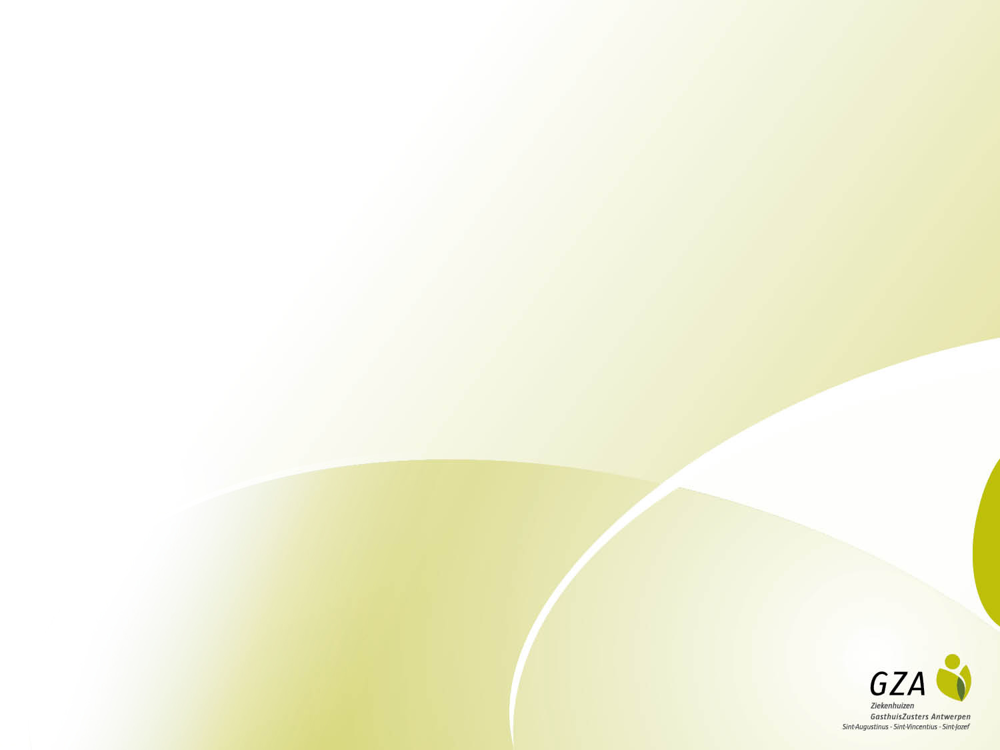 GZA
Ziekenhuizen
GasthuisZusters Antwerpen
Sint-Augustinus - Sint-Vincentius - Sint-Jozef